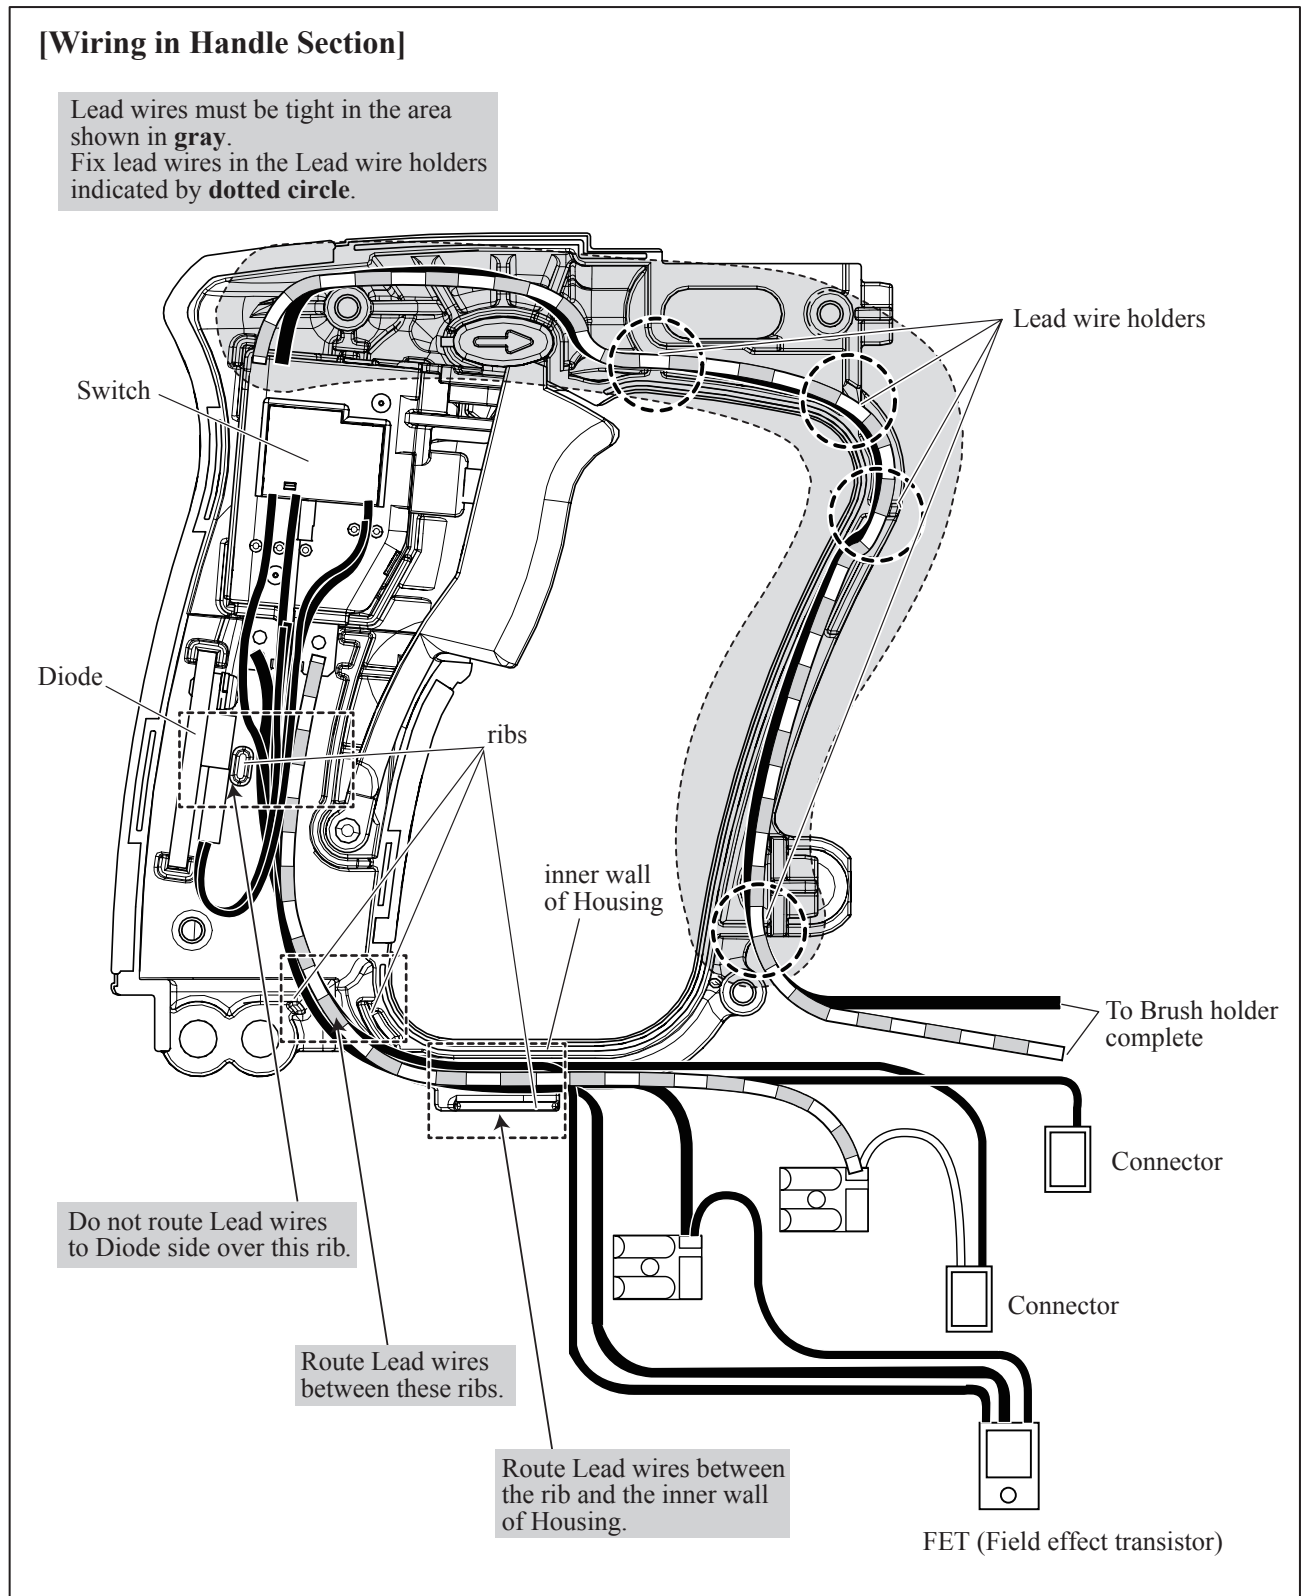 [Wiring in Handle Section]
Lead wires must be tight in the area
shown in gray.
Fix lead wires in the Lead wire holders
indicated by dotted circle.
Lead wire holders
Switch
Diode
ribs
inner wall
of Housing
To Brush holder
complete
Connector
Do not route Lead wires
to Diode side over this rib.
Connector
Route Lead wires
between these ribs.
Route Lead wires between
the rib and the inner wall
of Housing.
FET (Field effect transistor)